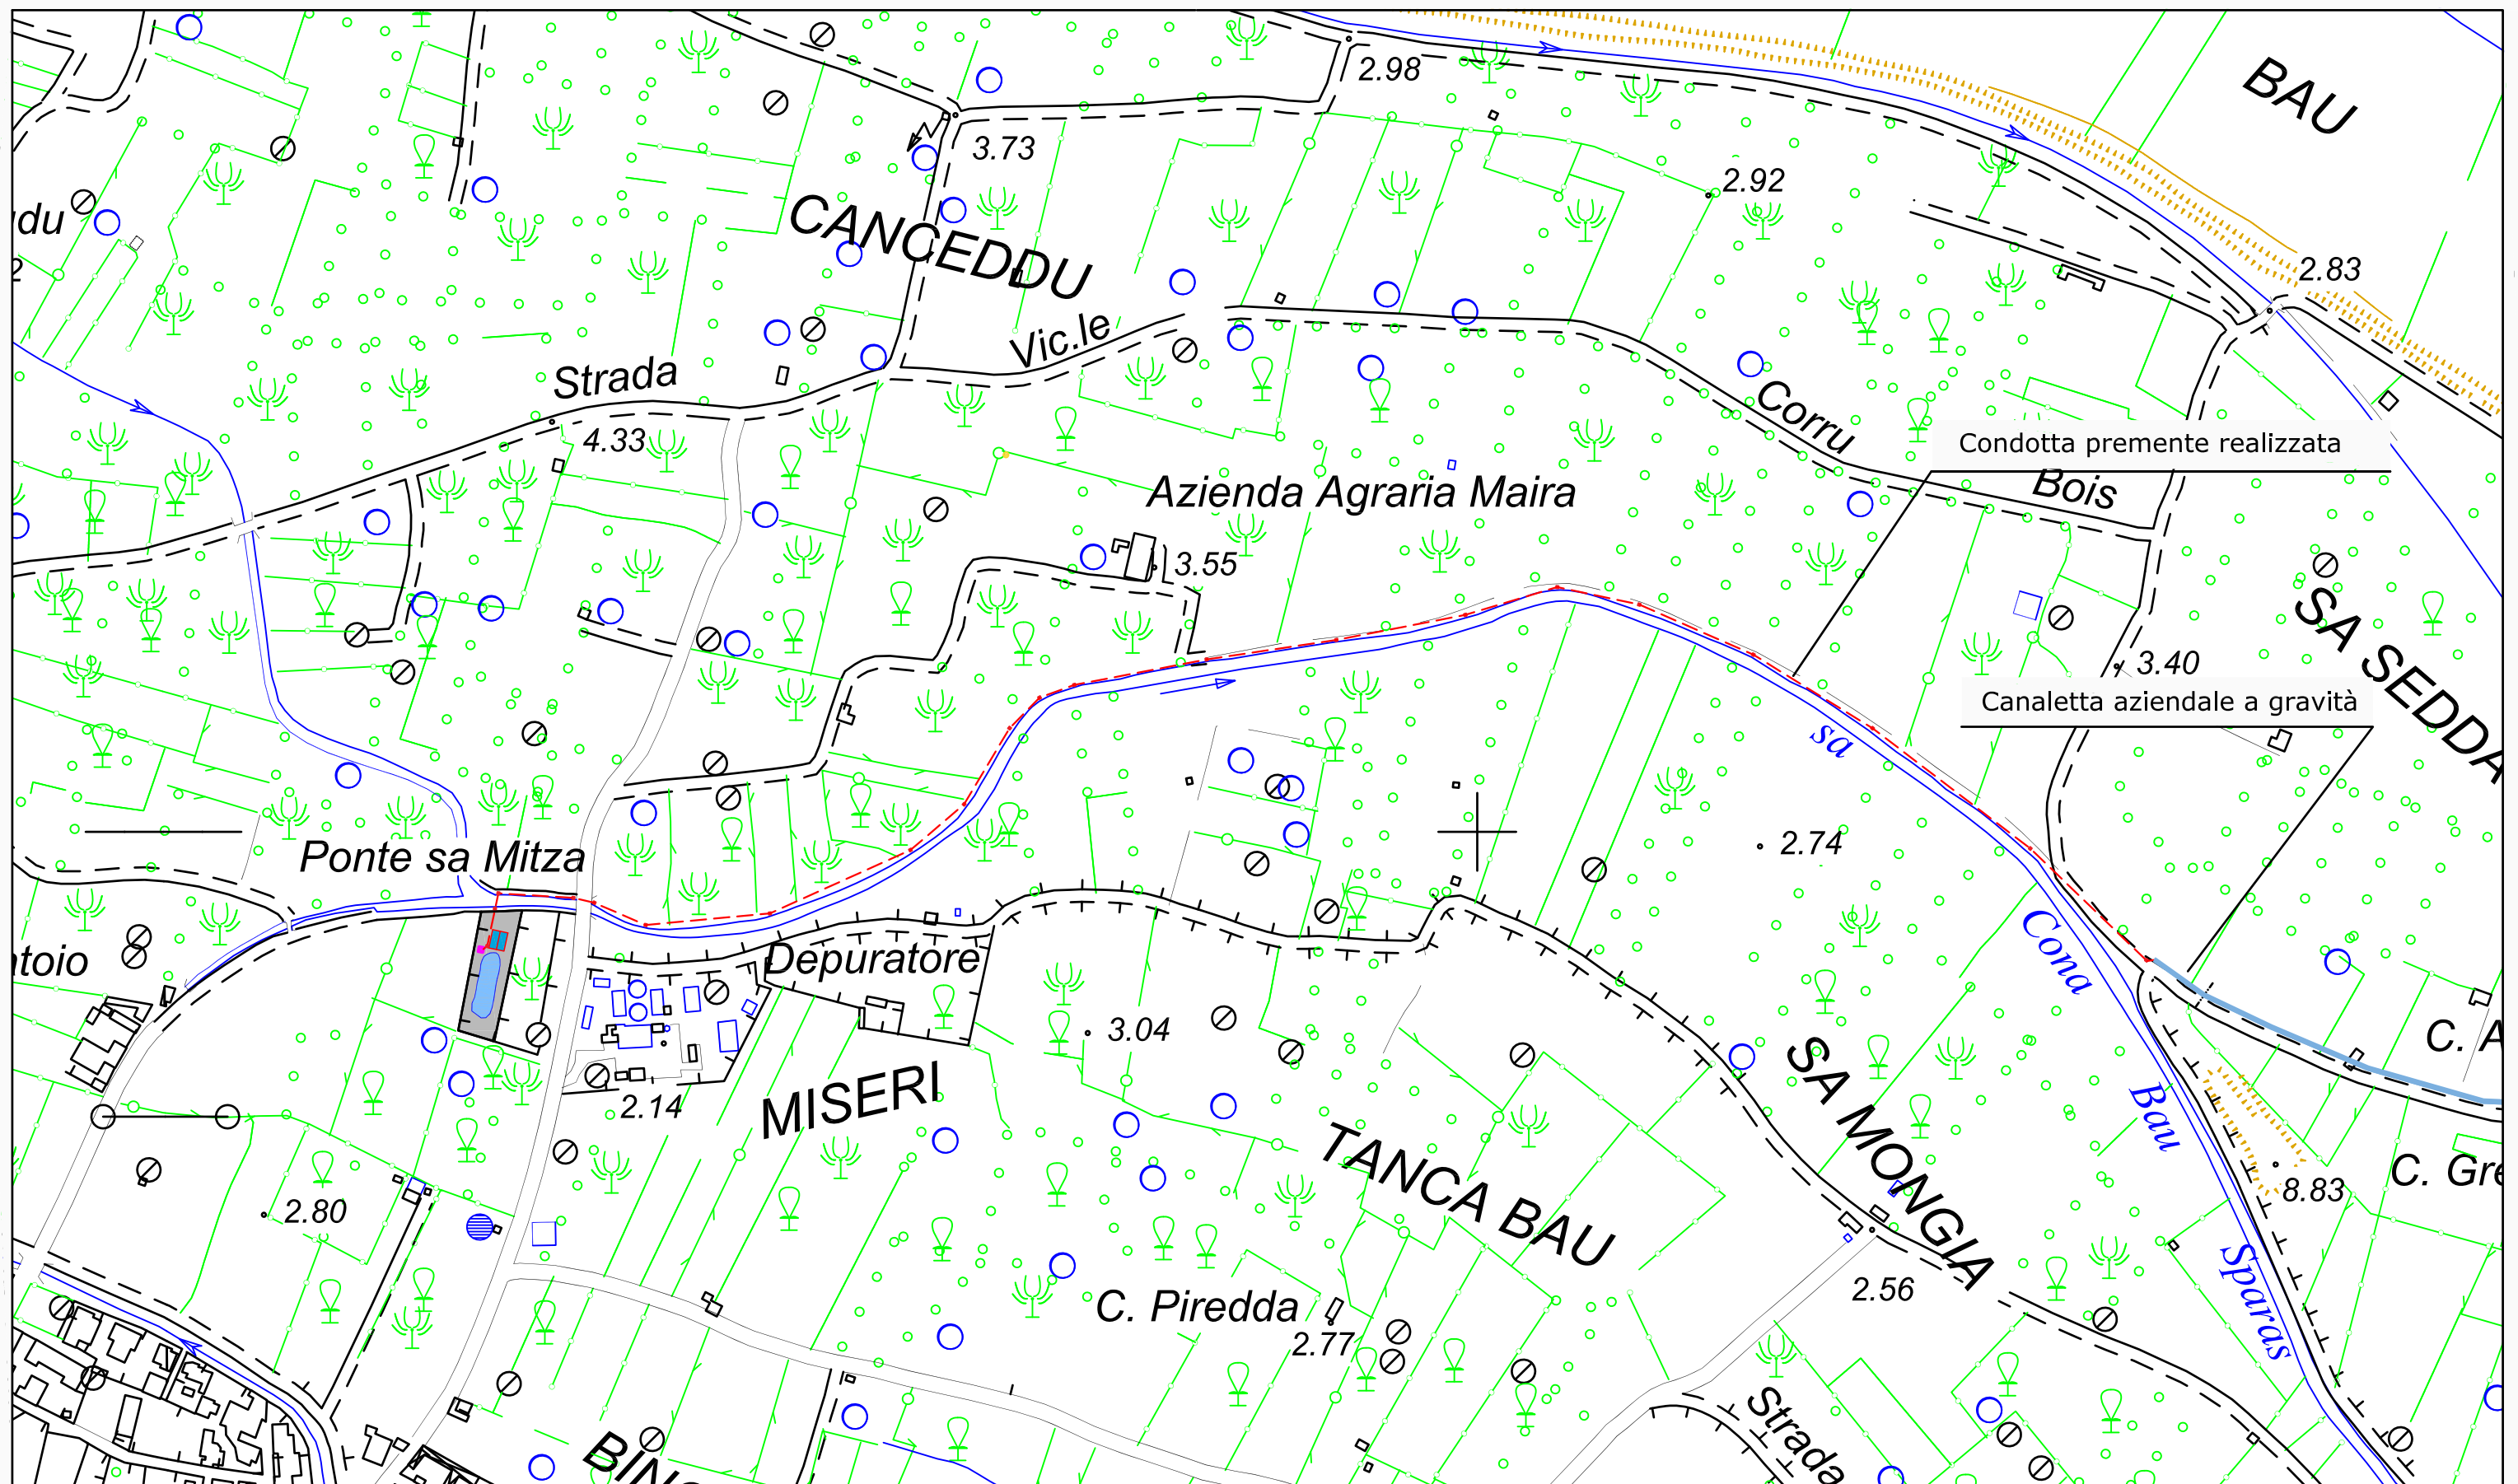 BAU
2.98
3.73
2.92
CANCEDDU
2.83
Vic.le
Strada
4.33
Corru
Condotta premente realizzata
Azienda Agraria Maira
Bois
3.55
SA SEDDA
3.40
Canaletta aziendale a gravità
sa
2.74
Ponte sa Mitza
Cona
Depuratore
3.04
C. A
SA MONGIA
MISERI
2.14
Bau
TANCA BAU
8.83
2.80
2.56
C. Piredda
2.77
Sparas
Strada